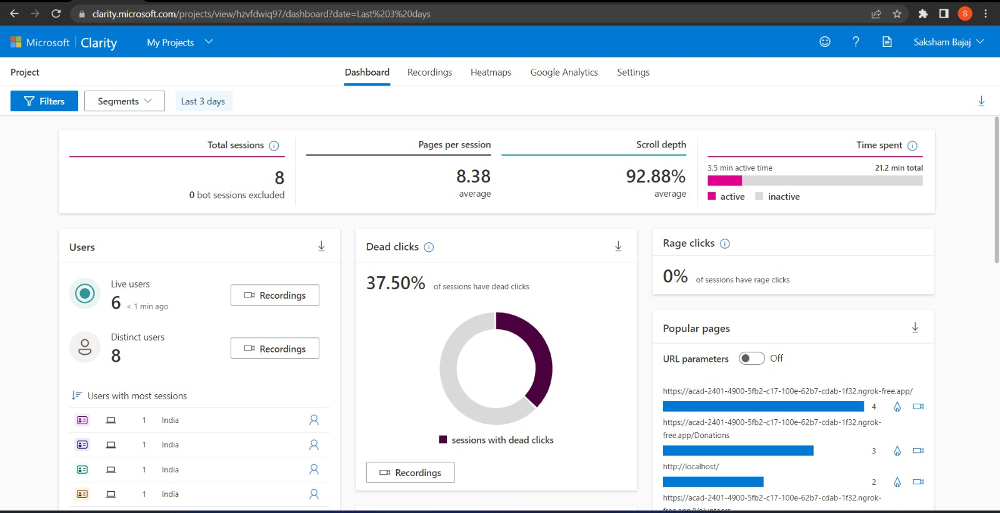 clarity.microsoft.com/projects/view/hzvfdwiq97/dashboard?date=Last%203%20days
S
Microsoft | Clarity
My Projects
?
Saksham Bajaj
Project
Dashboard
Recordings
Heatmaps
Google Analytics
Settings
Filters
Segments
Last 3 days
Total sessions
8
0 bot sessions excluded
Pages per session
8.38
average
Scroll depth
92.88%
average
Time spent
3.5 min active time
21.2 min total
active
inactive
Users
Live users
6 < 1 min ago
Recordings
Distinct users
8
Recordings
Users with most sessions
1 India
1 India
1 India
1 India
Dead clicks
37.50% of sessions have dead clicks
sessions with dead clicks
Recordings
Rage clicks
0% of sessions have rage clicks
Popular pages
URL parameters Off
https://acad-2401-4900-5fb2-c17-100e-62b7-cdab-1f32.ngrok-free.app/
4
https://acad-2401-4900-5fb2-c17-100e-62b7-cdab-1f32.ngrok-
free.app/Donations
3
http://localhost/
2
https://acad-2401-4900-5fb2-c17-100e-62b7-cdab-1f32.ngrok-
free.app/Volunteers